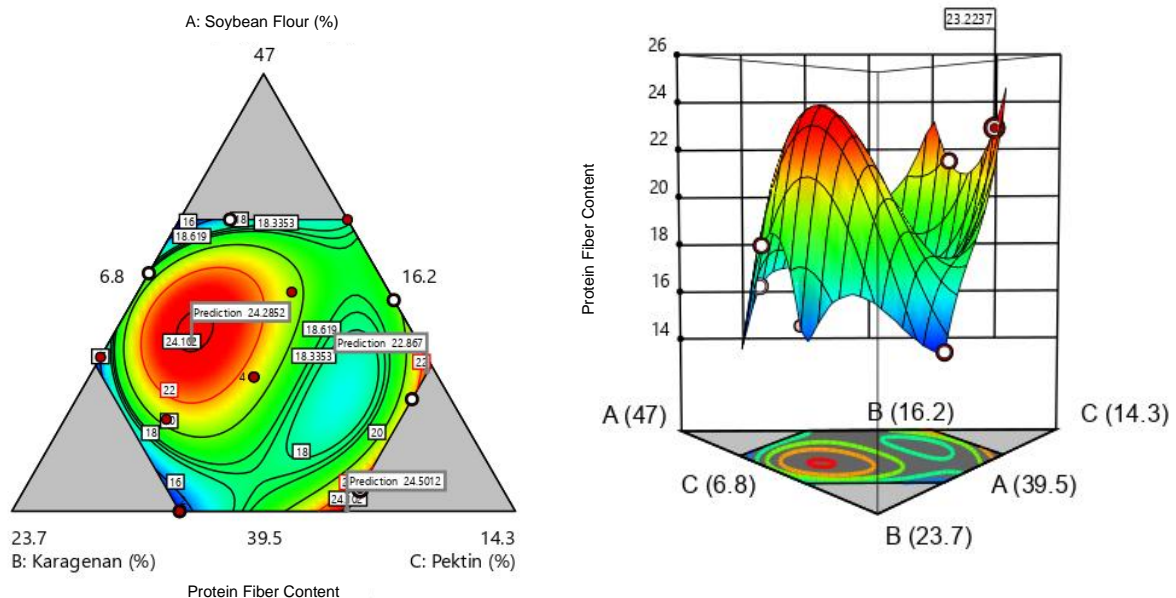 A: Soybean Flour (%)
47
16
18
18.3353
18.619
6.8
16.2
Prediction 24.2852
18.619
24.102
Prediction 22.867
18.3353
22
4
22
18
20
18
16
Prediction 24.5012
23.7
39.5
14.3
B: Karagenan (%)
C: Pektin (%)
Protein Fiber Content
23.2237
26
24
22
20
18
16
14
Protein Fiber Content
A (47)
B (16.2)
C (14.3)
C (6.8)
A (39.5)
B (23.7)